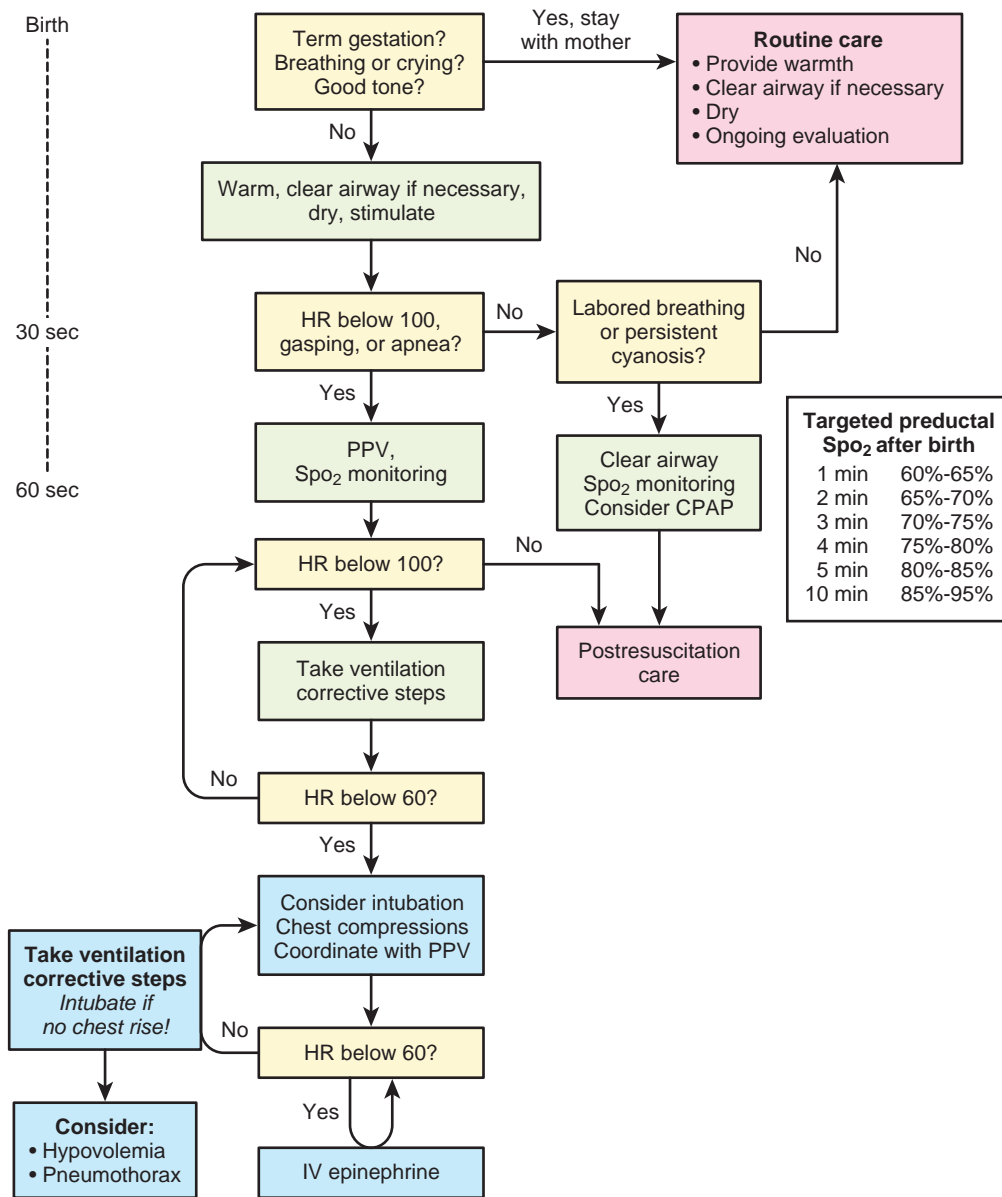 Birth
Term gestation?
Breathing or crying?
Good tone?
Yes, stay
with mother
Routine care
• Provide warmth
• Clear airway if necessary
• Dry
• Ongoing evaluation
No
Warm, clear airway if necessary,
dry, stimulate
30 sec
HR below 100,
gasping, or apnea?
No
Labored breathing
or persistent
cyanosis?
No
Yes
Yes
60 sec
PPV,
Spo2 monitoring
Clear airway
Spo2 monitoring
Consider CPAP
Targeted preductal
Spo2 after birth
1 min 60%-65%
2 min 65%-70%
3 min 70%-75%
4 min 75%-80%
5 min 80%-85%
10 min 85%-95%
HR below 100?
No
Yes
Postresuscitation
care
Take ventilation
corrective steps
No
HR below 60?
Yes
Consider intubation
Chest compressions
Coordinate with PPV
Take ventilation
corrective steps
Intubate if
no chest rise!
No
HR below 60?
Yes
Consider:
• Hypovolemia
• Pneumothorax
IV epinephrine